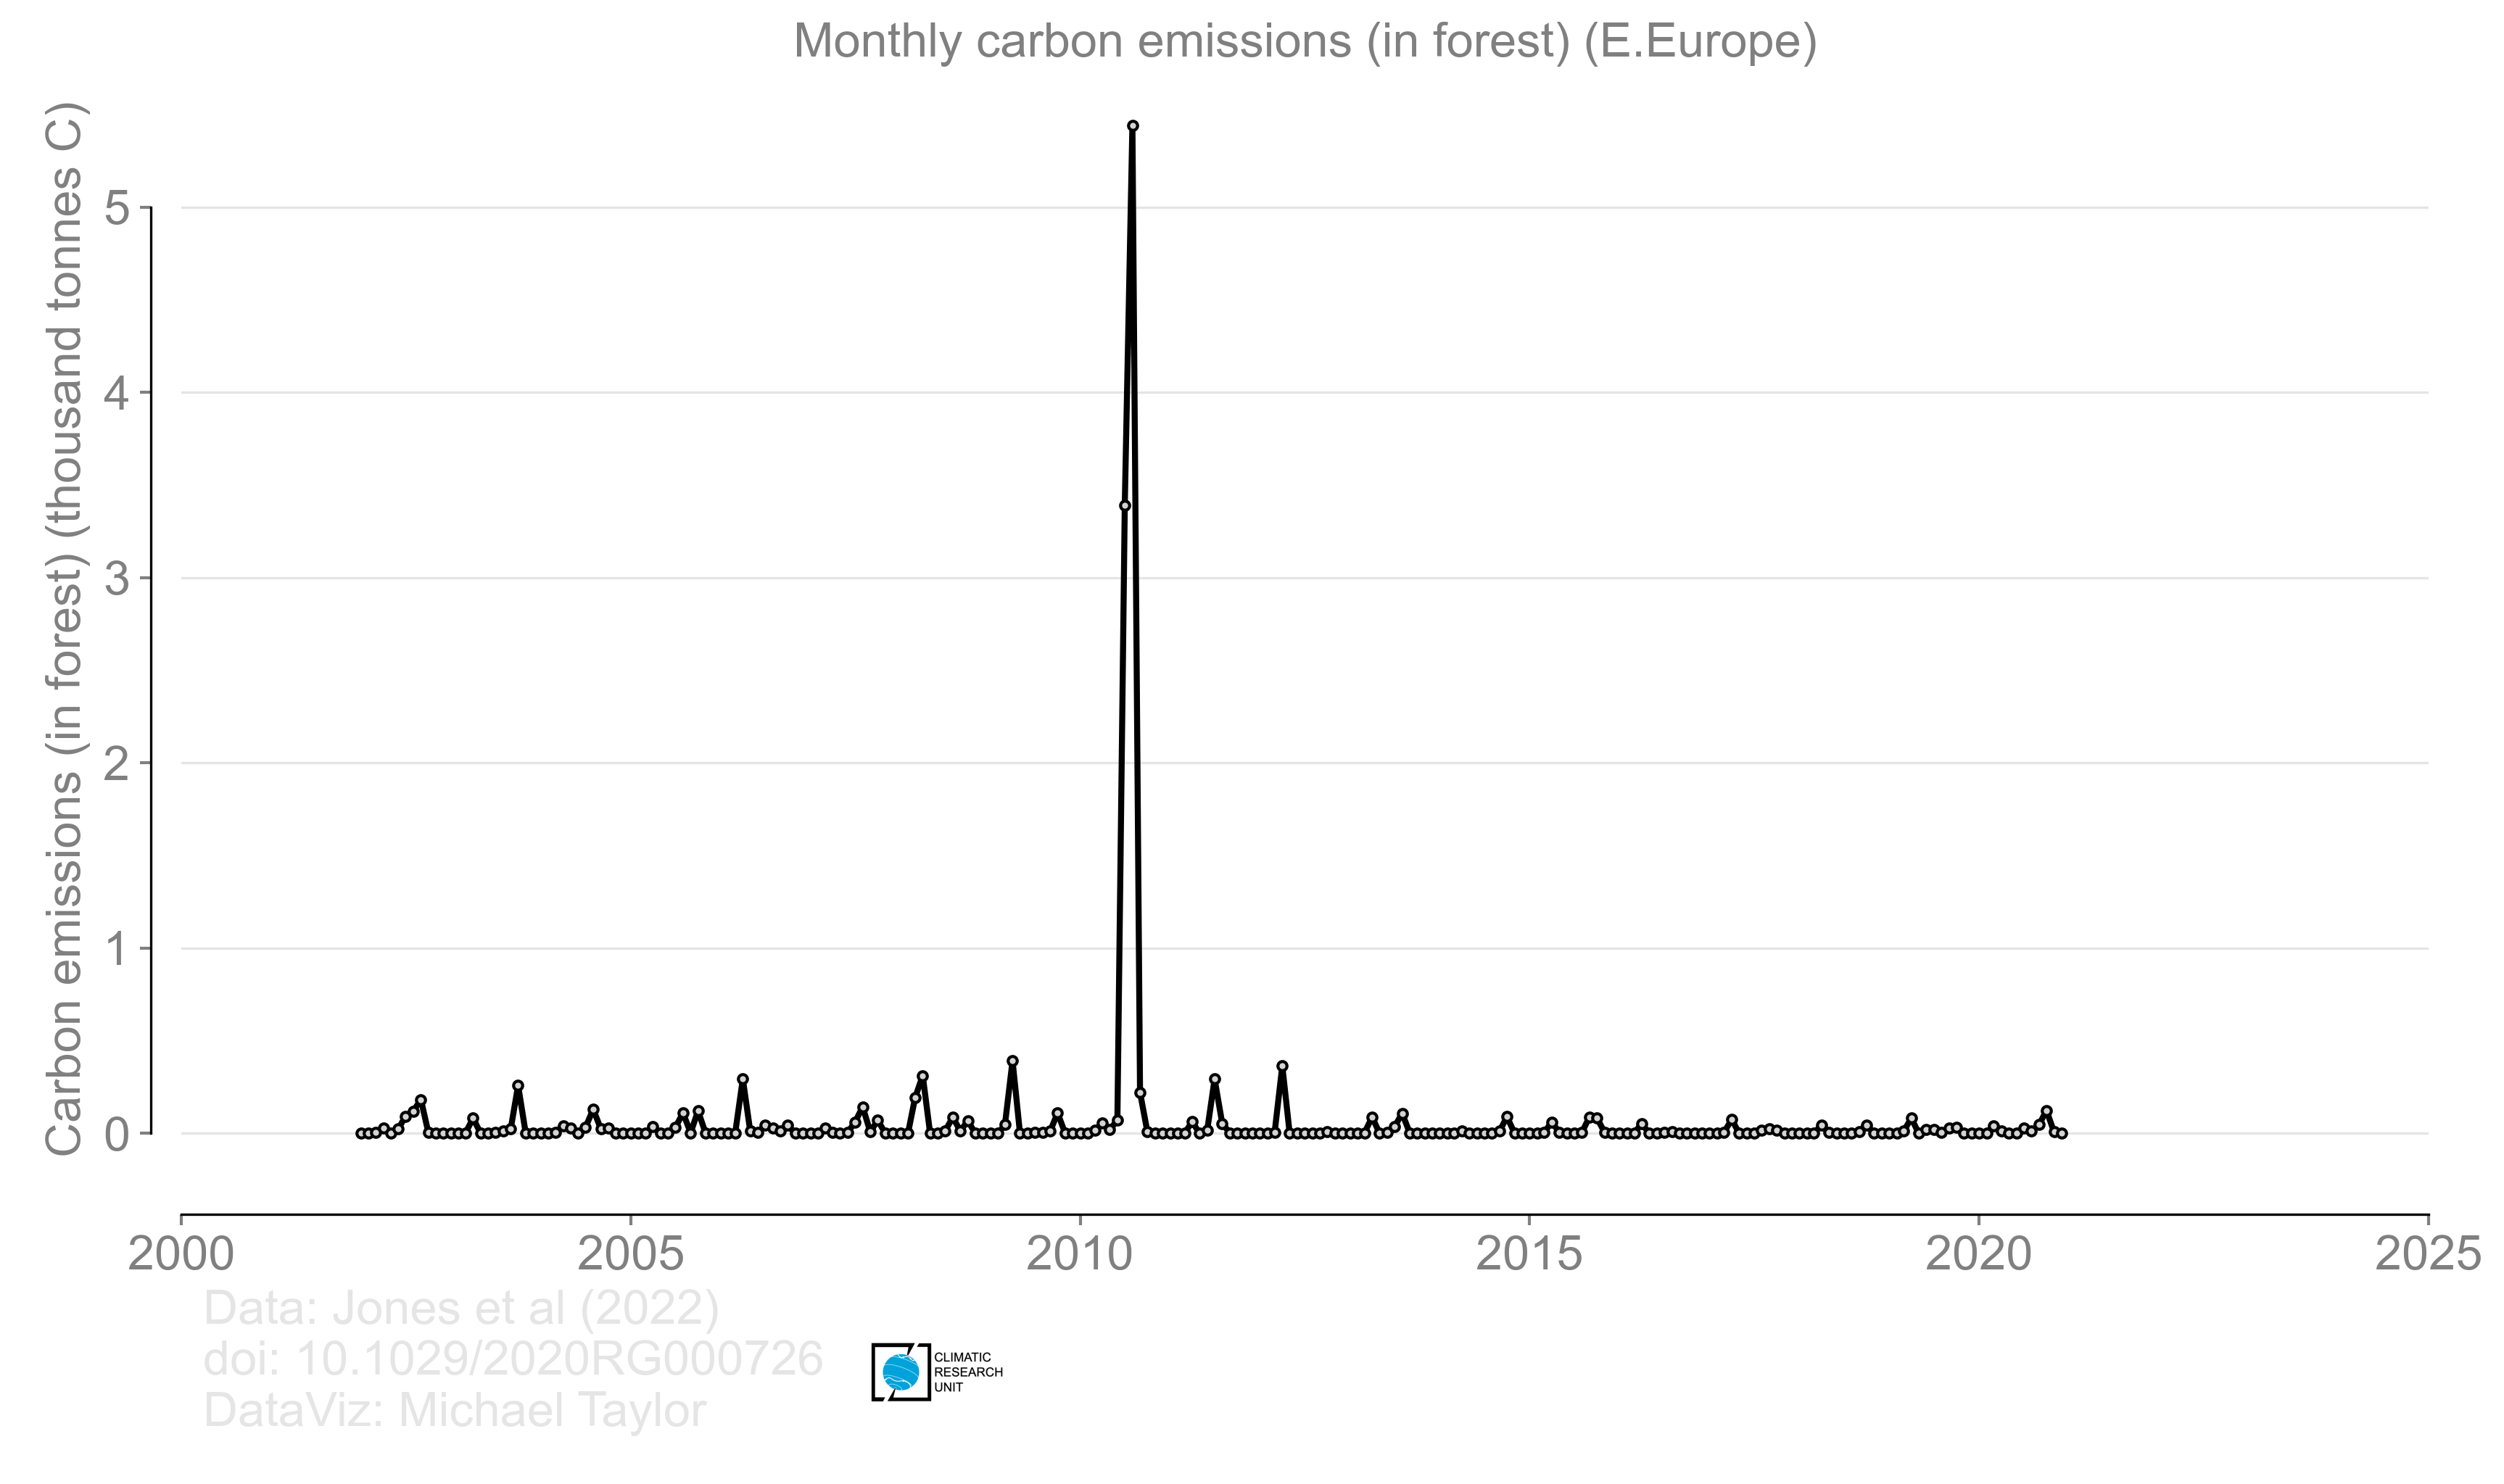 Monthly carbon emissions (in forest) (E.Europe)
Carbon emissions (in forest) (thousand tonnes C)
5
4
3
2
1
0
2000 2005 2010 2015 2020 2025
Data: Jones et al (2022)
doi: 10.1029/2020RG000726
DataViz: Michael Taylor
CLIMATIC
RESEARCH
UNIT